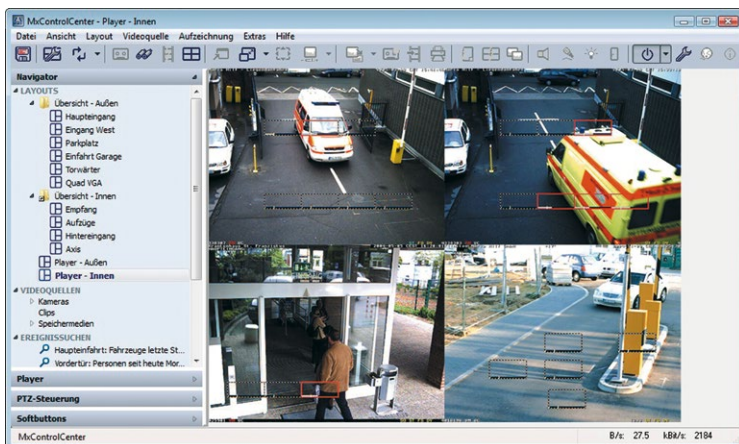 MxControlCenter - Player - Innen
Datei Ansicht Layout Videoquelle Aufzeichnung Extras Hilfe
Navigator
LAYOUTS
Übersicht - Außen
Haupteingang
Eingang West
Parkplatz
Einfahrt Garage
Torwärter
Quad VGA
Übersicht - Innen
Empfang
Aufzüge
Hintereingang
Axis
Player - Außen
Player - Innen
VIDEOQUELLEN
Kameras
Clips
Speichermedien
EREIGNISSUCHEN
Haupteinfahrt: Fahrzeuge letzte St...
Vordertür: Personen seit heute Mor...
Player
PTZ-Steuerung
Softbuttons
MxControlCenter
B/s: 27.5 kBit/s: 2184